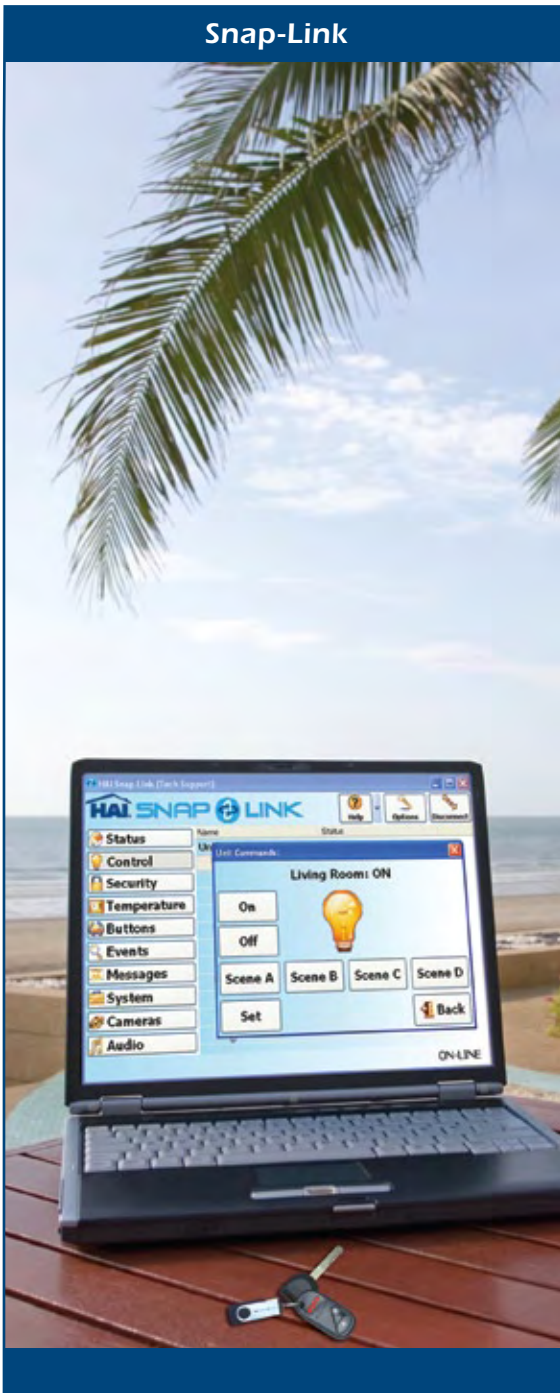 Snap-Link
HAI Snap-Link [Tech Support]
HAI SNAP LINK
Help
Options
Disconnect
Name Status
Status
Control
Security
Temperature
Buttons
Events
Messages
System
Cameras
Audio
Un
Unit Commands:
Living Room: ON
On
Off
Scene A Scene B Scene C Scene D
Set
Back
ON-LINE